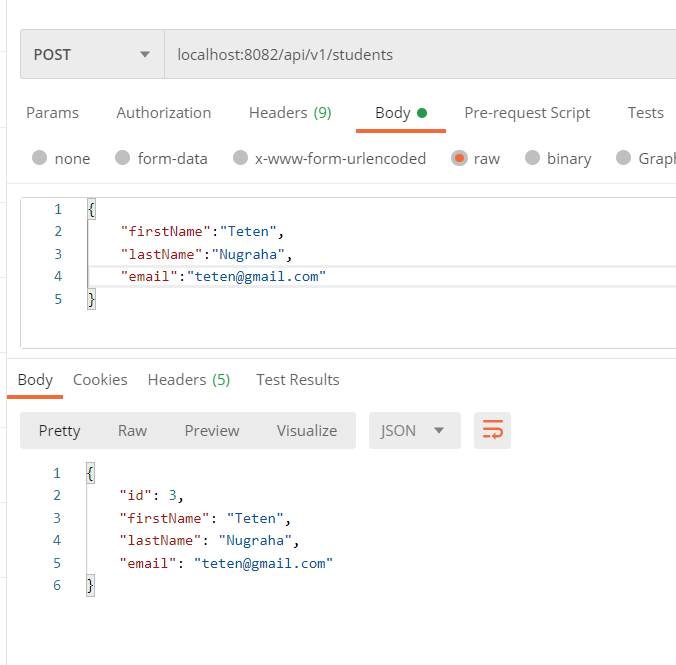 POST localhost:8082/api/v1/students
Params Authorization Headers (9) Body Pre-request Script Tests
none form-data x-www-form-urlencoded raw binary Graph
1 {
2 "firstName":"Teten",
3 "lastName":"Nugraha",
4 "email":"teten@gmail.com"
5 }
Body Cookies Headers (5) Test Results
Pretty Raw Preview Visualize JSON
1 {
2 "id": 3,
3 "firstName": "Teten",
4 "lastName": "Nugraha",
5 "email": "teten@gmail.com"
6 }